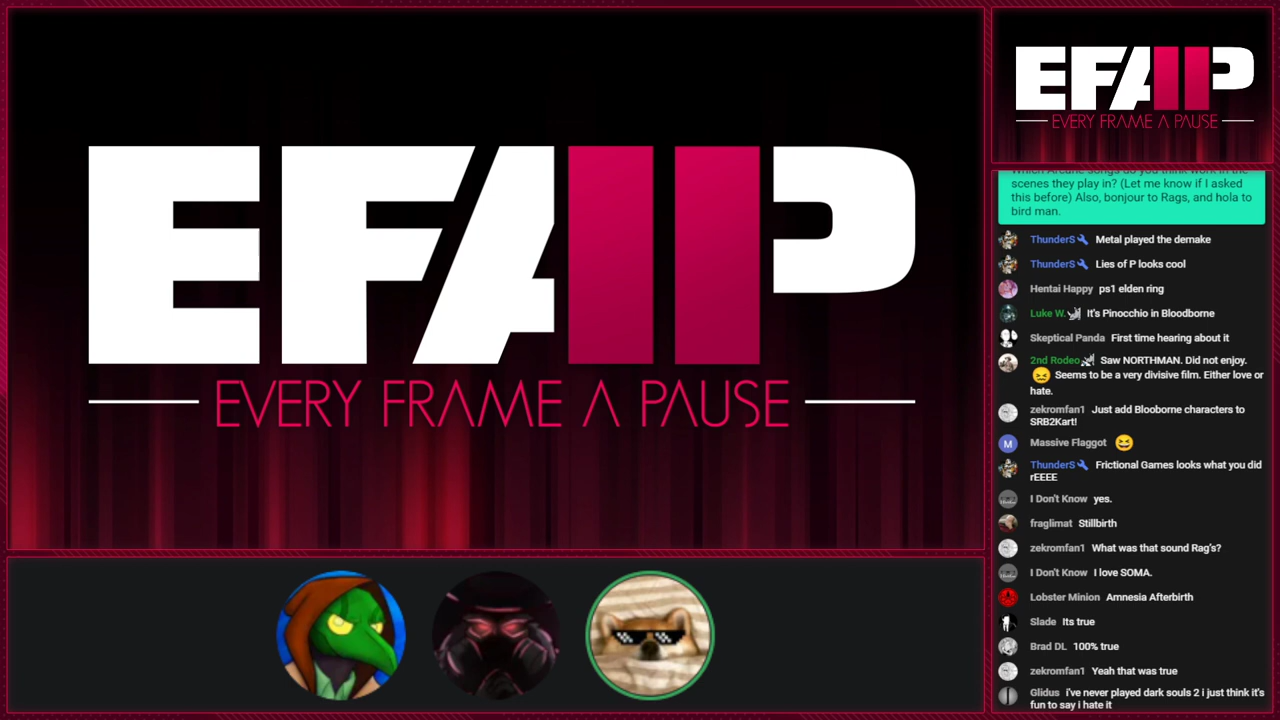 EFAP
EVERY FRAME A PAUSE
EFAP
EVERY FRAME A PAUSE
Which Arcane songs do you think work in the
scenes they play in? (Let me know if I asked
this before) Also, bonjour to Rags, and hola to
bird man.
ThunderS Metal played the demake
ThunderS Lies of P looks cool
Hentai Happy ps1 elden ring
Luke W. It's Pinocchio in Bloodborne
Skeptical Panda First time hearing about it
2nd Rodeo Saw NORTHMAN. Did not enjoy.
Seems to be a very divisive film. Either love or
hate.
zekromfan1 Just add Blooborne characters to
SRB2Kart!
M Massive Flaggot
ThunderS Frictional Games looks what you did
rEEEE
I Don't Know yes.
fraglimat Stillbirth
zekromfan1 What was that sound Rag's?
I Don't Know I love SOMA.
Lobster Minion Amnesia Afterbirth
Slade Its true
Brad DL 100% true
zekromfan1 Yeah that was true
Glidus i've never played dark souls 2 i just think it's
fun to say i hate it